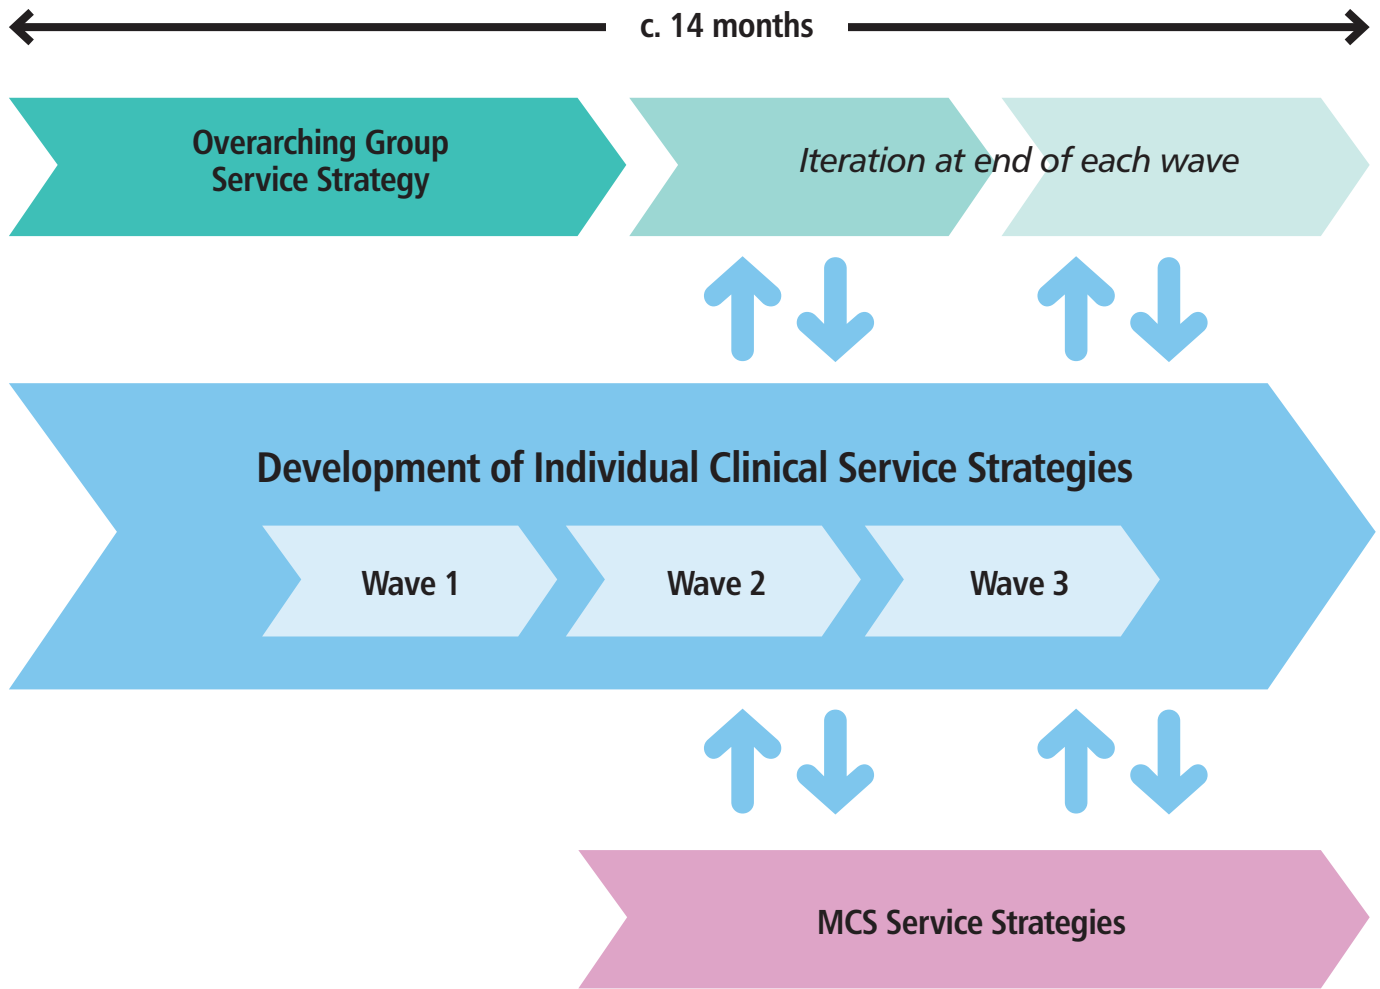 c. 14 months
Overarching Group
Service Strategy
Iteration at end of each wave
Development of Individual Clinical Service Strategies
Wave 1
Wave 2
Wave 3
MCS Service Strategies